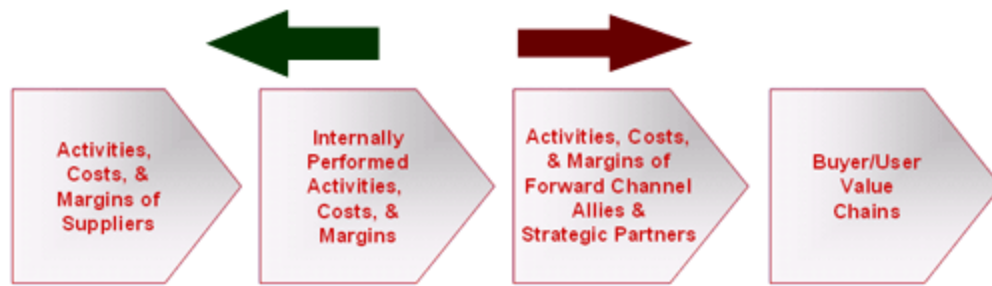 Activities,
Costs, &
Margins of
Suppliers
Internally
Performed
Activities,
Costs, &
Margins
Activities, Costs,
& Margins of
Forward Channel
Allies &
Strategic Partners
Buyer/User
Value
Chains